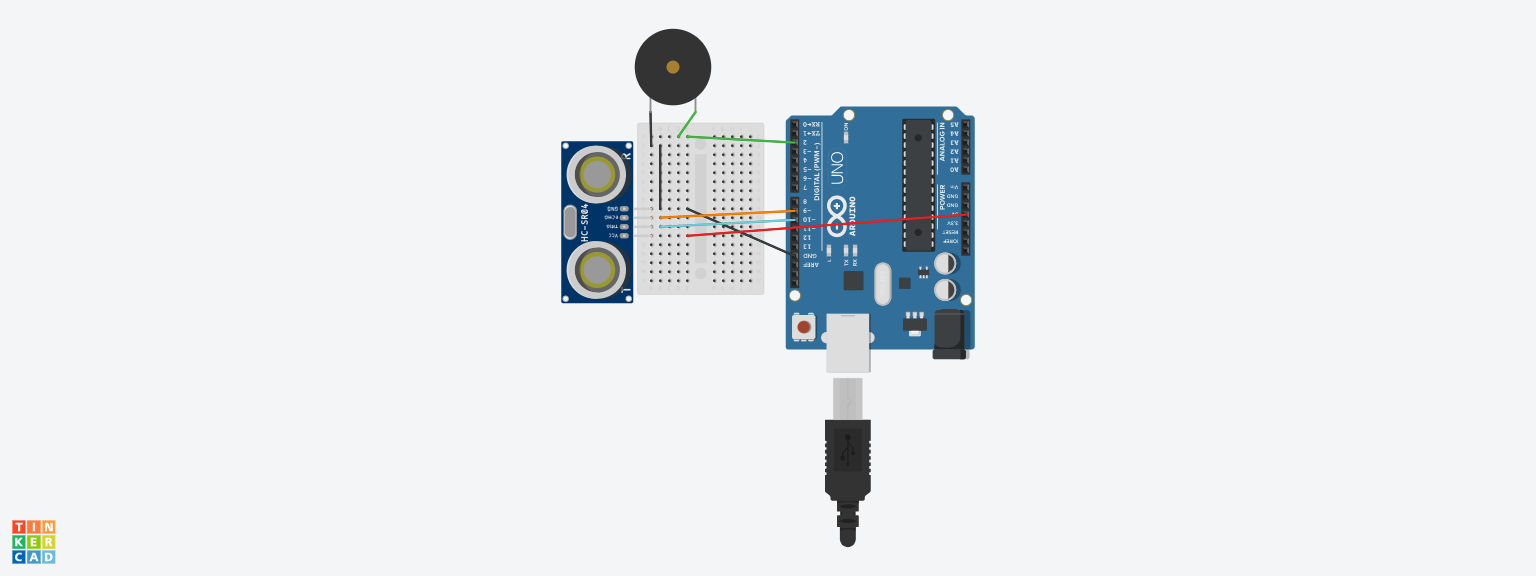 HC-SR04
R
T
GND
ECHO
TRIG
VCC
RX→0
TX←1
2
~3
4
~5
~6
7
8
~9
~10
~11
12
13
GND
AREF
DIGITAL (PWM~)
ON
UNO
ARDUINO
L
TX
RX
ANALOG IN
A5
A4
A3
A2
A1
A0
POWER
Vin
GND
GND
3.3V
RESET
IOREF
TIN
KER
CAD